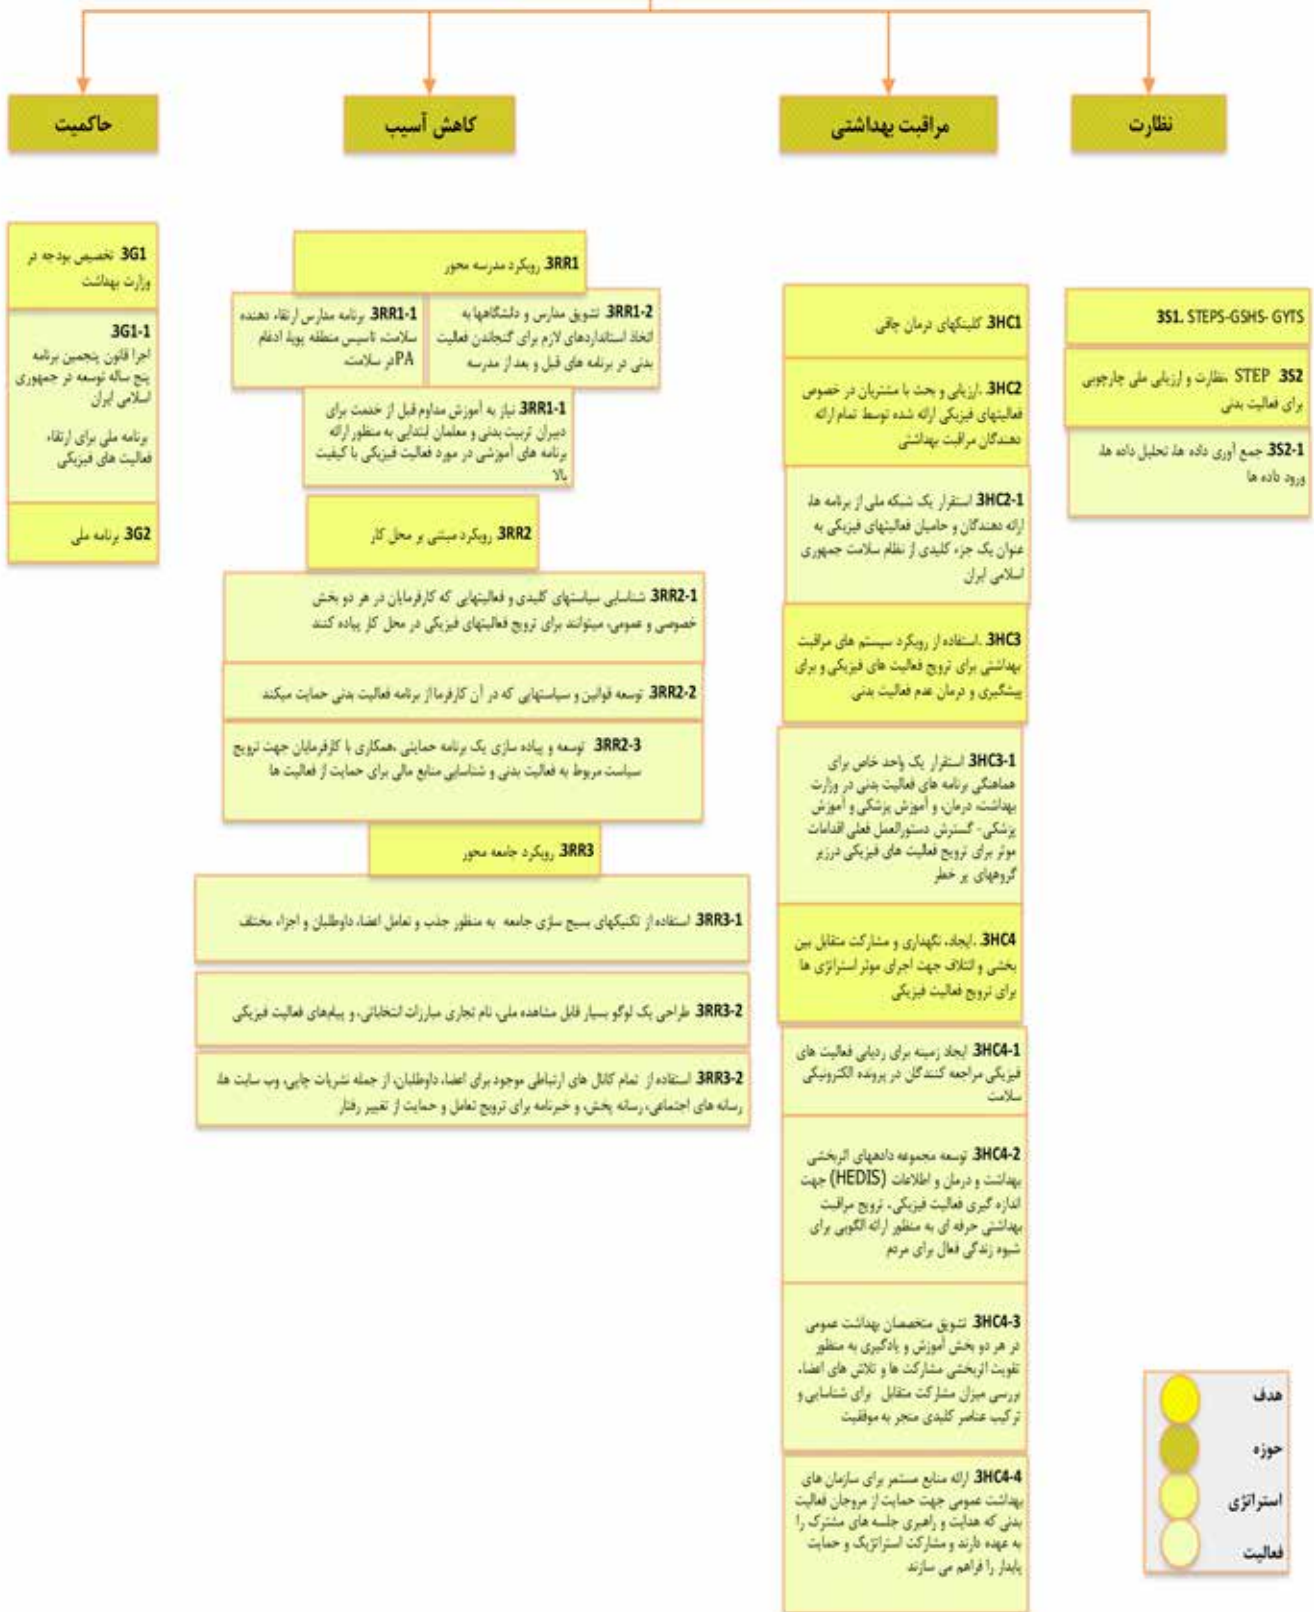 نظارت
3S1. STEPS-GSHS- GYTS
3S2. STEP ،نظارت و ارزیابی ملی چارچوبی
برای فعالیت بدنی
3S2-1. جمع آوری داده ها، تحلیل داده ها،
ورود داده ها
مراقبت بهداشتی
3HC1. کلینکهای درمان چاقی
3HC2. .ارزیابی و بحث با مشتریان در خصوص
فعالیتهای فیزیکی ارائه شده توسط تمام ارائه
دهندگان مراقبت بهداشتی
3HC2-1. استقرار یک شبکه ملی از برنامه ها،
ارائه دهندگان و حامیان فعالیتهای فیزیکی به
عنوان یک جزء کلیدی از نظام سلامت جمهوری
اسلامی ایران
3HC3. .استفاده از رویکرد سیستم های مراقبت
بهداشتی برای ترویج فعالیت های فیزیکی و برای
پیشگیری و درمان عدم فعالیت بدنی
3HC3-1. استقرار یک واحد خاص برای
هماهنگی برنامه های فعالیت بدنی در وزارت
بهداشت، درمان، و آموزش پزشکی و آموزش
پزشکی- گسترش دستورالعمل فعلی اقدامات
موثر برای ترویج فعالیت های فیزیکی درزیر
گروههای پر خطر
3HC4. .ایجاد، نگهداری و مشارکت متقابل بین
بخشی و ائتلاف جهت اجرای موثر استراتژی ها
برای ترویج فعالیت فیزیکی
3HC4-1. ایجاد زمینه برای ردیابی فعالیت های
فیزیکی مراجعه کنندگان در پرونده الکترونیکی
سلامت
3HC4-2. توسعه مجموعه دادههای اثربخشی
بهداشت و درمان و اطلاعات (HEDIS) جهت
اندازه گیری فعالیت فیزیکی، ترویج مراقبت
بهداشتی حرفه ای به منظور ارائه الگویی برای
شیوه زندگی فعال برای مردم
3HC4-3. تشویق متخصصان بهداشت عمومی
در هر دو بخش آموزش و یادگیری به منظور
تقویت اثربخشی مشارکت ها و تلاش های اعضا،
بررسی میزان مشارکت متقابل برای شناسایی و
ترکیب عناصر کلیدی منجر به موفقیت
3HC4-4. ارائه منابع مستمر برای سازمان های
بهداشت عمومی جهت حمایت از مروجان فعالیت
بدنی که هدایت و راهبری جلسه های مشترک را
به عهده دارند و مشارکت استراتژیک و حمایت
پایدار را فراهم می سازند
کاهش آسیب
3RR1. رویکرد مدرسه محور
3RR1-2. تشویق مدارس و دانشگاهها به
اتخاذ استانداردهای لازم برای گنجاندن فعالیت
بدنی در برنامه های قبل و بعد از مدرسه
3RR1-1. برنامه مدارس ارتقاء دهنده
سلامت، تاسیس منطقه پویا، ادغام
PAدر سلامت،
3RR1-1. نیاز به آموزش مداوم قبل از خدمت برای
دبیران تربیت بدنی و معلمان ابتدایی به منظور ارائه
برنامه های آموزشی در مورد فعالیت فیزیکی با کیفیت
بالا
3RR2. رویکرد مبتنی بر محل کار
3RR2-1. شناسایی سیاستهای کلیدی و فعالیتهایی که کارفرمایان در هر دو بخش
خصوصی و عمومی، میتوانند برای ترویج فعالیتهای فیزیکی در محل کار پیاده کنند
3RR2-2. توسعه قوانین و سیاستهایی که در آن کارفرما از برنامه فعالیت بدنی حمایت میکند
3RR2-3. توسعه و پیاده سازی یک برنامه حمایتی ،همکاری با کارفرمایان جهت ترویج
سیاست مربوط به فعالیت بدنی و شناسایی منابع مالی برای حمایت از فعالیت ها
3RR3. رویکرد جامعه محور
3RR3-1. استفاده از تکنیکهای بسیج سازی جامعه به منظور جذب و تعامل اعضا، داوطلبان و اجزاء مختلف
3RR3-2. طراحی یک لوگو بسیار قابل مشاهده ملی، نام تجاری مبارزات انتخاباتی، و پیام‌های فعالیت فیزیکی
3RR3-2. استفاده از تمام کانال های ارتباطی موجود برای اعضا، داوطلبان، از جمله نشریات چاپی، وب سایت ها،
رسانه های اجتماعی، رسانه پخش، و خبرنامه برای ترویج تعامل و حمایت از تغییر رفتار
حاکمیت
3G1. تخصیص بودجه در
وزارت بهداشت
3G1-1.
اجرا قانون پنجمین برنامه
پنج ساله توسعه در جمهوری
اسلامی ایران
برنامه ملی برای ارتقاء
فعالیت های فیزیکی
3G2. برنامه ملی
هدف
حوزه
استراتژی
فعالیت